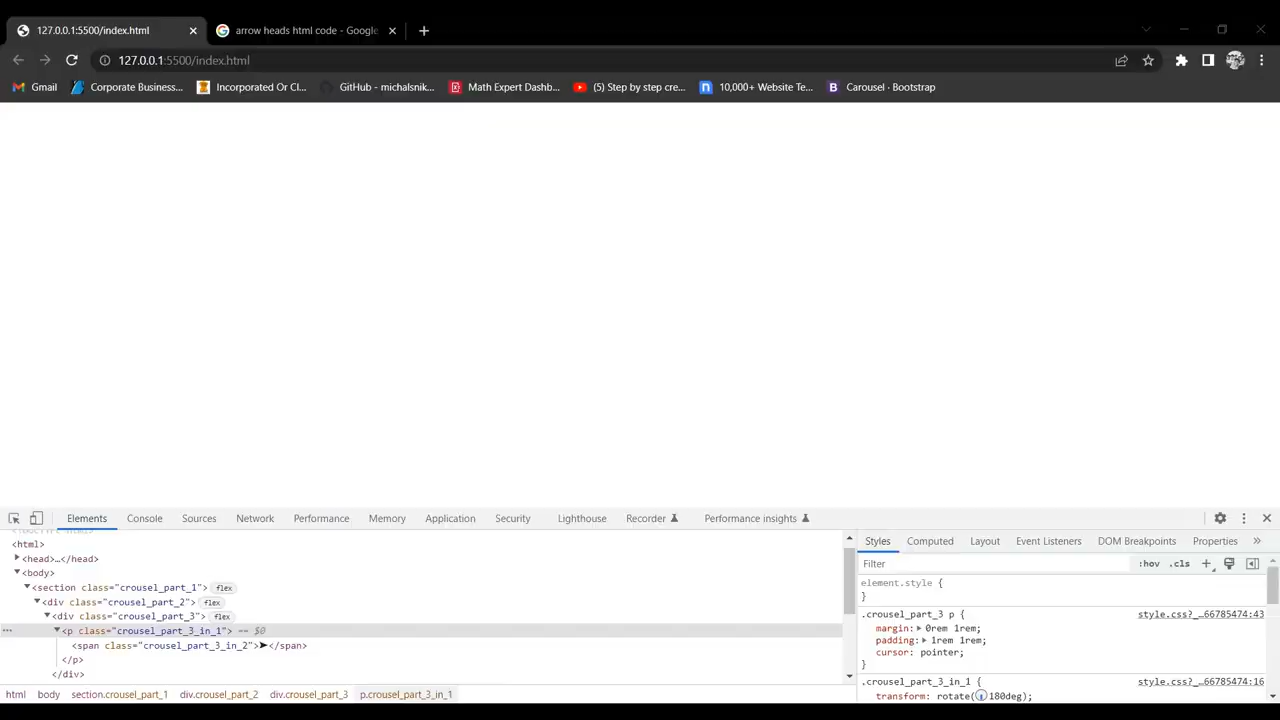 127.0.0.1:5500/index.html
arrow heads html code - Google
127.0.0.1:5500/index.html
Gmail
Corporate Business...
Incorporated Or Cl...
GitHub - michalsnik...
Math Expert Dashb...
(5) Step by step cre...
10,000+ Website Te...
Carousel · Bootstrap
Elements Console Sources Network Performance Memory Application Security Lighthouse Recorder Performance insights
<html>
<head>…</head>
<body>
<section class="crousel_part_1"> flex
<div class="crousel_part_2"> flex
<div class="crousel_part_3"> flex
<p class="crousel_part_3_in_1"> == $0
<span class="crousel_part_3_in_2">➤</span>
</p>
</div>
html body section.crousel_part_1 div.crousel_part_2 div.crousel_part_3 p.crousel_part_3_in_1
Styles Computed Layout Event Listeners DOM Breakpoints Properties
Filter :hov .cls
element.style {
}
.crousel_part_3 p { style.css?_…66785474:43
margin: 0rem 1rem;
padding: 1rem 1rem;
cursor: pointer;
}
.crousel_part_3_in_1 { style.css?_…66785474:16
transform: rotate(180deg);